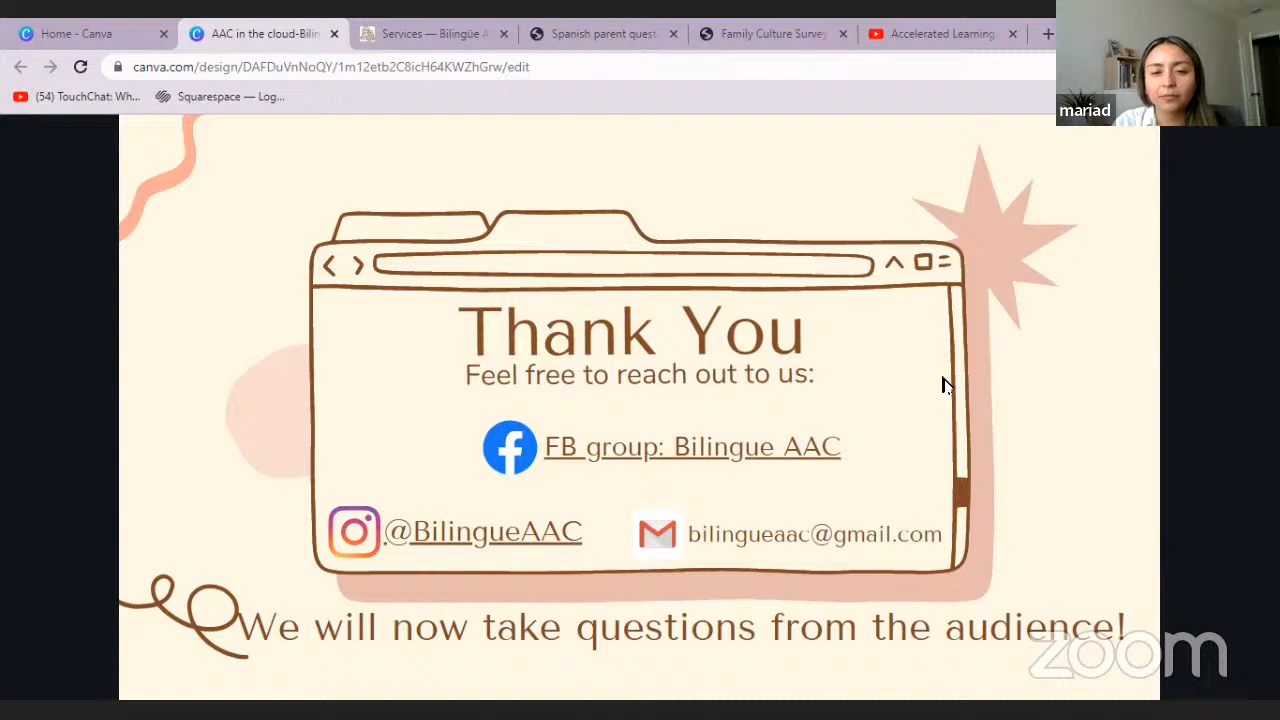 Home - Canva
AAC in the cloud-Bilin
Services — Bilingüe A
Spanish parent quest
Family Culture Survey
Accelerated Learning
canva.com/design/DAFDuVnNoQY/1m12etb2C8icH64KWZhGrw/edit
(54) TouchChat: Wh...
Squarespace — Log...
mariad
Thank You
Feel free to reach out to us:
FB group: Bilingue AAC
@BilingueAAC
bilingueaac@gmail.com
We will now take questions from the audience!
zoom